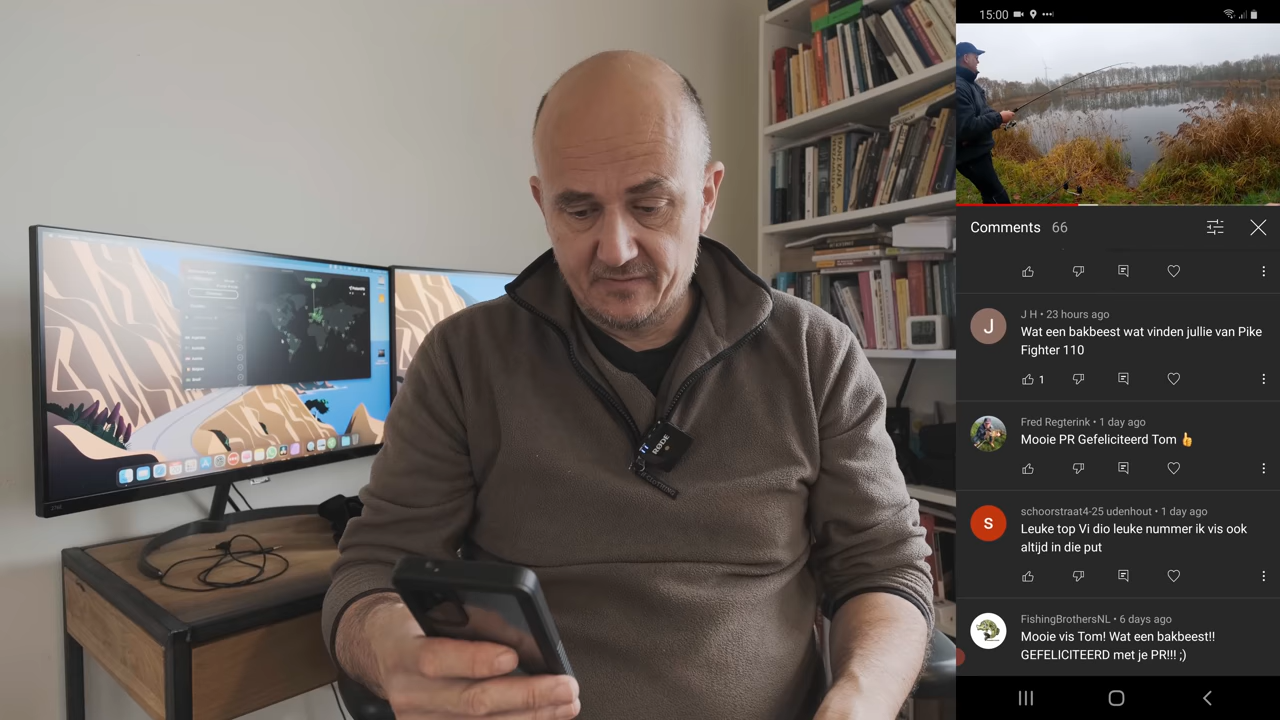 15:00
Comments 66
J H • 23 hours ago
Wat een bakbeest wat vinden jullie van Pike
Fighter 110
1
Fred Regterink • 1 day ago
Mooie PR Gefeliciteerd Tom 👍
schoorstraat4-25 udenhout • 1 day ago
Leuke top Vi dio leuke nummer ik vis ook
altijd in die put
FishingBrothersNL • 6 days ago
Mooie vis Tom! Wat een bakbeest!!
GEFELICITEERD met je PR!!! ;)
J
S
RØDE